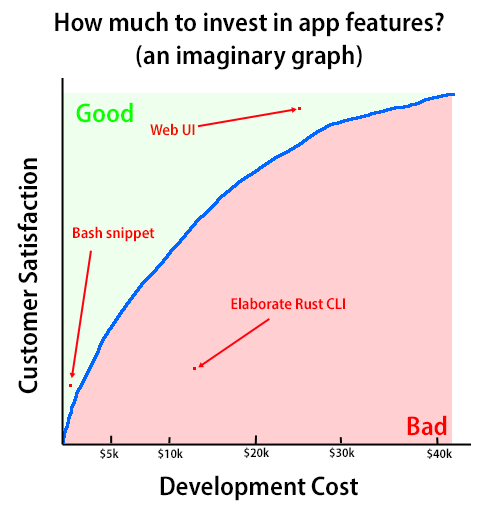 How much to invest in app features?
(an imaginary graph)
Good
Web UI
Bash snippet
Elaborate Rust CLI
Bad
Customer Satisfaction
$5k
$10k
$20k
$30k
$40k
Development Cost